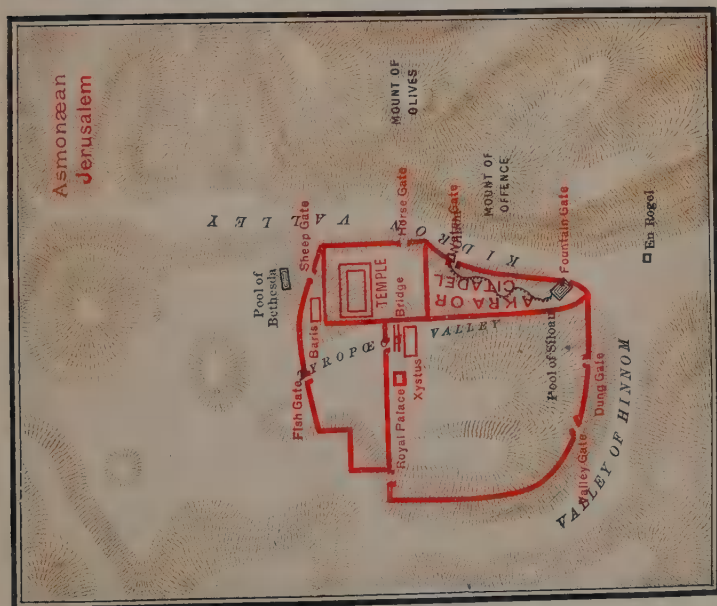 Asmonæan
Jerusalem
MOUNT OF
OLIVES
MOUNT OF
OFFENCE
KIDRON VALLEY
Sheep Gate
Horse Gate
Fountain Gate
En Rogel
Pool of
Bethesda
Baris
TEMPLE
Bridge
AKRA OR
CITADEL
TYROPŒON VALLEY
Fish Gate
Xystus
Royal Palace
Pool of Siloam
Dung Gate
Valley Gate
VALLEY OF HINNOM